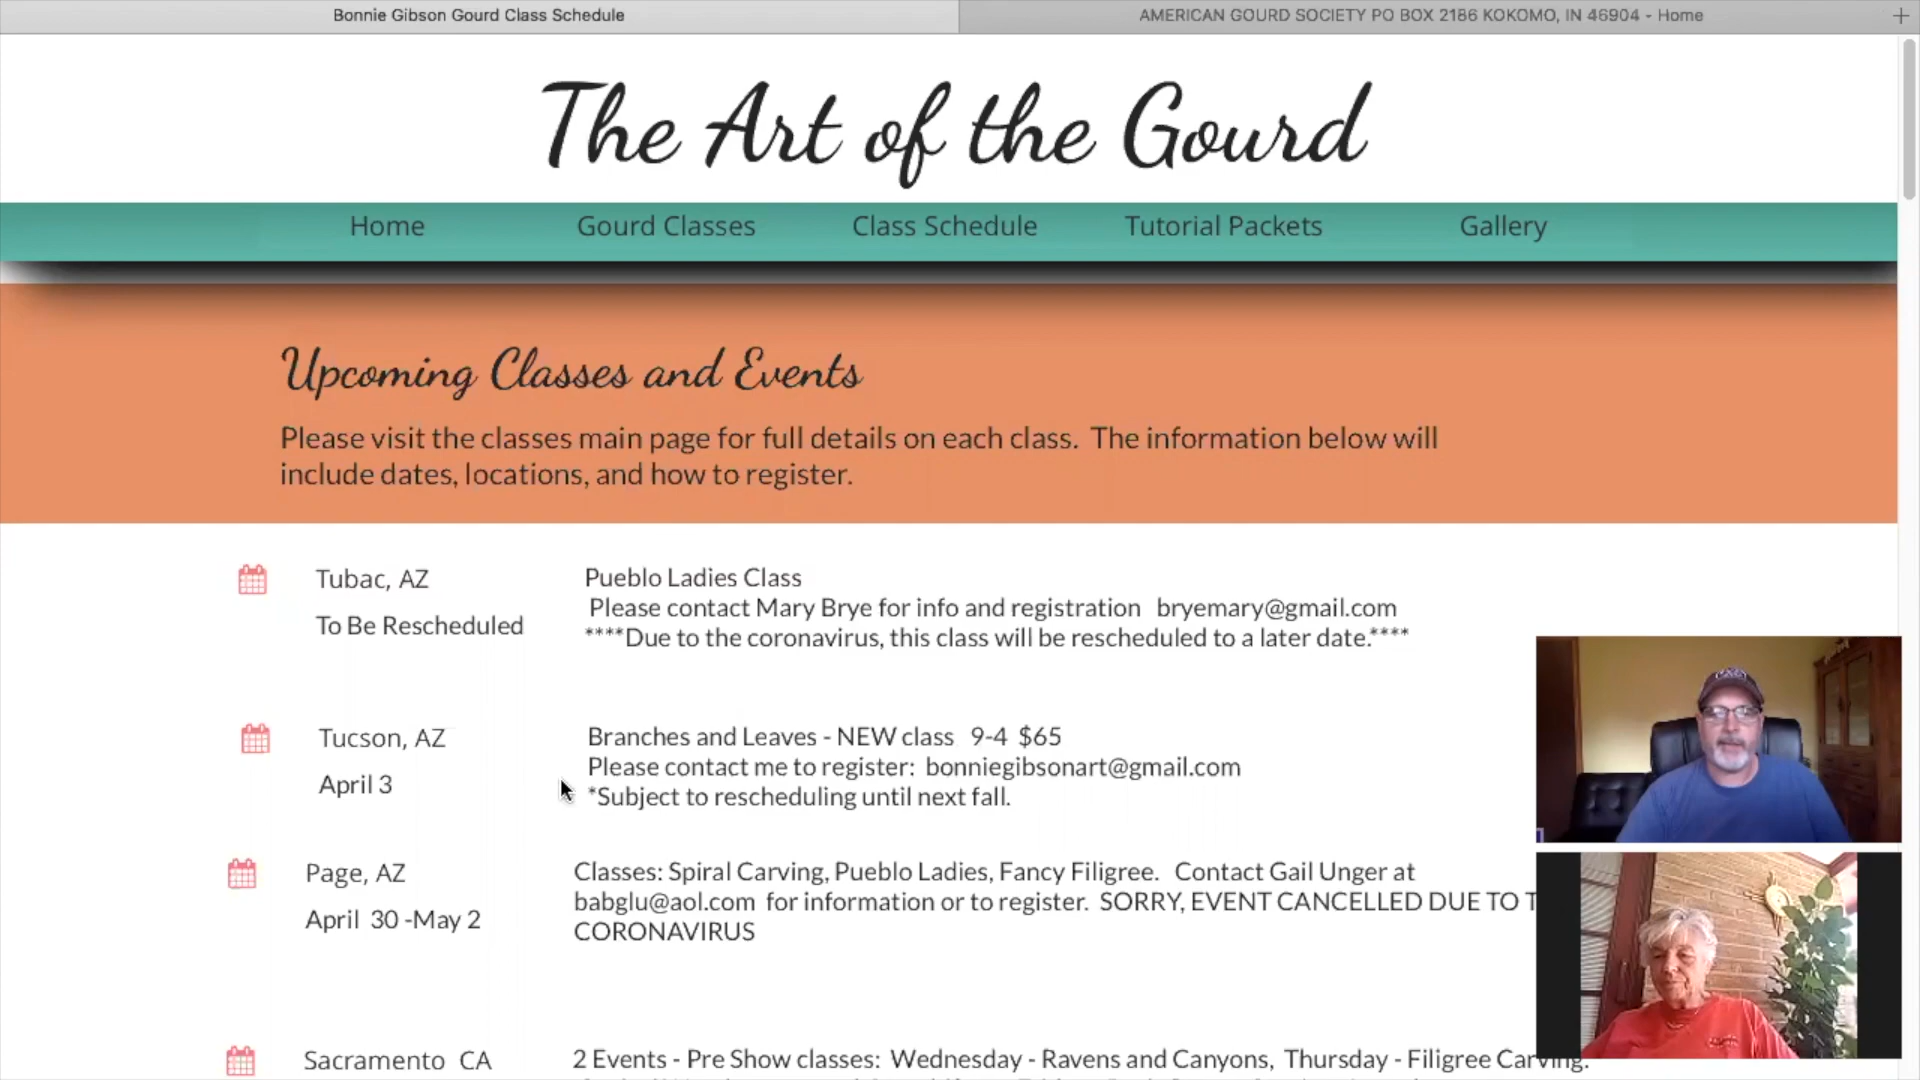 Bonnie Gibson Gourd Class Schedule
AMERICAN GOURD SOCIETY PO BOX 2186 KOKOMO, IN 46904 - Home
The Art of the Gourd
Home
Gourd Classes
Class Schedule
Tutorial Packets
Gallery
Upcoming Classes and Events
Please visit the classes main page for full details on each class. The information below will
include dates, locations, and how to register.
Tubac, AZ
To Be Rescheduled
Pueblo Ladies Class
Please contact Mary Brye for info and registration bryemary@gmail.com
****Due to the coronavirus, this class will be rescheduled to a later date.****
Tucson, AZ
April 3
Branches and Leaves - NEW class 9-4 $65
Please contact me to register: bonniegibsonart@gmail.com
*Subject to rescheduling until next fall.
Page, AZ
April 30 -May 2
Classes: Spiral Carving, Pueblo Ladies, Fancy Filigree. Contact Gail Unger at
babglu@aol.com for information or to register. SORRY, EVENT CANCELLED DUE TO
CORONAVIRUS
Sacramento CA
2 Events - Pre Show classes: Wednesday - Ravens and Canyons, Thursday - Filigree Carving.